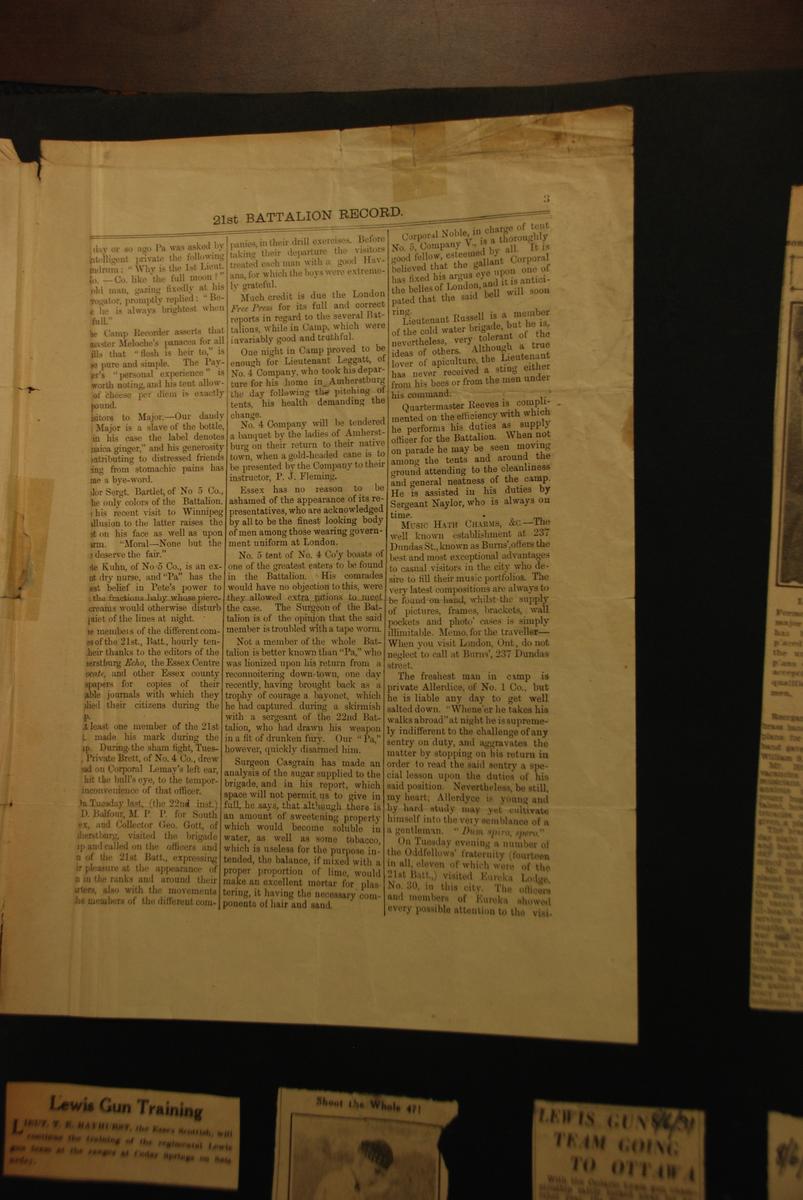 3
21st BATTALION RECORD.
day or so ago Pa was asked by
ntelligent private the following
ndrum: "Why is the 1st Lieut.
o. — Co. like the full moon?"
old man, gazing fixedly at his
rogator, promptly replied: "Be-
e he is always brightest when
full."
he Camp Recorder asserts that
master Meloche's panacea for all
ills that "flesh is heir to," is
se pure and simple. The Pay-
er's "personal experience" is
worth noting, and his tent allow-
of cheese per diem is exactly
pound.
sitors to Major.—Our dandy
Major is a slave of the bottle,
in his case the label denotes
maica ginger," and his generosity
ntributing to distressed friends
ing from stomachic pains has
me a bye-word.
lor Sergt. Bartlet, of No 5 Co.,
he only colors of the Battalion.
his recent visit to Winnipeg
llusion to the latter raises the
st on his face as well upon
arm. "Moral—None but the
deserve the fair."
te Kuhn, of No 5 Co., is an ex-
nt dry nurse, and "Pa" has the
est belief in Pete's power to
the fractious baby whose pierc-
creams would otherwise disturb
quiet of the lines at night.
e members of the different com-
es of the 21st., Batt., hourly ten-
heir thanks to the editors of the
erstburg Echo, the Essex Centre
ocate, and other Essex county
spapers for copies of their
able journals with which they
plied their citizens during the
p.
t least one member of the 21st
made his mark during the
p. During the sham fight, Tues-
Private Brett, of No. 4 Co., drew
ad on Corporal Lemay's left ear,
hit the bull's eye, to the tempor-
inconvenience of that officer.
n Tuesday last, (the 22nd inst.)
D. Balfour, M. P. P. for South
ex, and Collector Geo. Gott, of
herstburg, visited the brigade
p and called on the officers and
n of the 21st Batt., expressing
ir pleasure at the appearance of
n in the ranks and around their
rters, also with the movements
he members of the different com-
panies, in their drill exercises. Before
taking their departure the visitors
treated each man with a good Hav-
ana, for which the boys were extreme-
ly grateful.
Much credit is due the London
Free Press for its full and correct
reports in regard to the several Bat-
talions, while in Camp, which were
invariably good and truthful.
One night in Camp proved to be
enough for Lieutenant Leggatt, of
No. 4 Company, who took his depar-
ture for his home in Amherstburg
the day following the pitching of
tents, his health demanding the
change.
No. 4 Company will be tendered
a banquet by the ladies of Amherst-
burg on their return to their native
town, when a gold-headed cane is to
be presented by the Company to their
instructor, P. J. Fleming.
Essex has no reason to be
ashamed of the appearance of its re-
presentatives, who are acknowledged
by all to be the finest looking body
of men among those wearing govern-
ment uniform at London.
No. 5 tent of No. 4 Co'y boasts of
one of the greatest eaters to be found
in the Battalion. His comrades
would have no objection to this, were
they allowed extra rations to meet
the case. The Surgeon of the Bat-
talion is of the opinion that the said
member is troubled with a tape worm.
Not a member of the whole Bat-
talion is better known than "Pa," who
was lionized upon his return from a
reconnoitering down-town, one day
recently, having brought back as a
trophy of courage a bayonet, which
he had captured during a skirmish
with a sergeant of the 22nd Bat-
talion, who had drawn his weapon
in a fit of drunken fury. Our "Pa,"
however, quickly disarmed him.
Surgeon Casgrain has made an
analysis of the sugar supplied to the
brigade, and in his report, which
space will not permit us to give in
full, he says, that although there is
an amount of sweetening property
which would become soluble in
water, as well as some tobacco,
which is useless for the purpose in-
tended, the balance, if mixed with a
proper proportion of lime, would
make an excellent mortar for plas-
tering, it having the necessary com-
ponents of hair and sand.
Corporal Noble, in charge of tent
No. 5, Company V., is a thoroughly
good fellow, esteemed by all. It is
believed that the gallant Corporal
has fixed his argus eye upon one of
the belles of London, and it is antici-
pated that the said bell will soon
ring.
Lieutenant Russell is a member
of the cold water brigade, but he is,
nevertheless, very tolerant of the
ideas of others. Although a true
lover of apiculture, the Lieutenant
has never received a sting either
from his bees or from the men under
his command.
Quartermaster Reeves is compli-
mented on the efficiency with which
he performs his duties as supply
officer for the Battalion. When not
on parade he may be seen moving
among the tents and around the
ground attending to the cleanliness
and general neatness of the camp.
He is assisted in his duties by
Sergeant Naylor, who is always on
time.
MUSIC HATH CHARMS, &c.—The
well known establishment at 237
Dundas St., known as Burns', offers the
best and most exceptional advantages
to casual visitors in the city who de-
sire to fill their music portfolios. The
very latest compositions are always to
be found on hand, whilst the supply
of pictures, frames, brackets, wall
pockets and photo' cases is simply
illimitable. Memo. for the traveller—
When you visit London, Ont., do not
neglect to call at Burns', 237 Dundas
street.
The freshest man in camp is
private Allerdice, of No. 1 Co., but
he is liable any day to get well
salted down. "Whene'er he takes his
walks abroad" at night he is supreme-
ly indifferent to the challenge of any
sentry on duty, and aggravates the
matter by stopping on his return in
order to read the said sentry a spe-
cial lesson upon the duties of his
said position. Nevertheless, be still,
my heart; Allerdyce is young and
by hard study may yet cultivate
himself into the very semblance of a
a gentleman. "Dum spiro, spero."
On Tuesday evening a number of
the Oddfellows' fraternity (fourteen
in all, eleven of which were of the
21st Batt.,) visited Eureka Lodge,
No. 30, in this city. The officers
and members of Eureka showed
every possible attention to the visi-
Lewis Gun Training
LIEUT. T. E. HAYHURST, the Essex Scottish, will
continue the training of the regimental Lewis
gun team at the ranges at Cedar Springs on
Shoot the Whole 47!
LEWIS GUN
TEAM GOING
TO OTTAWA